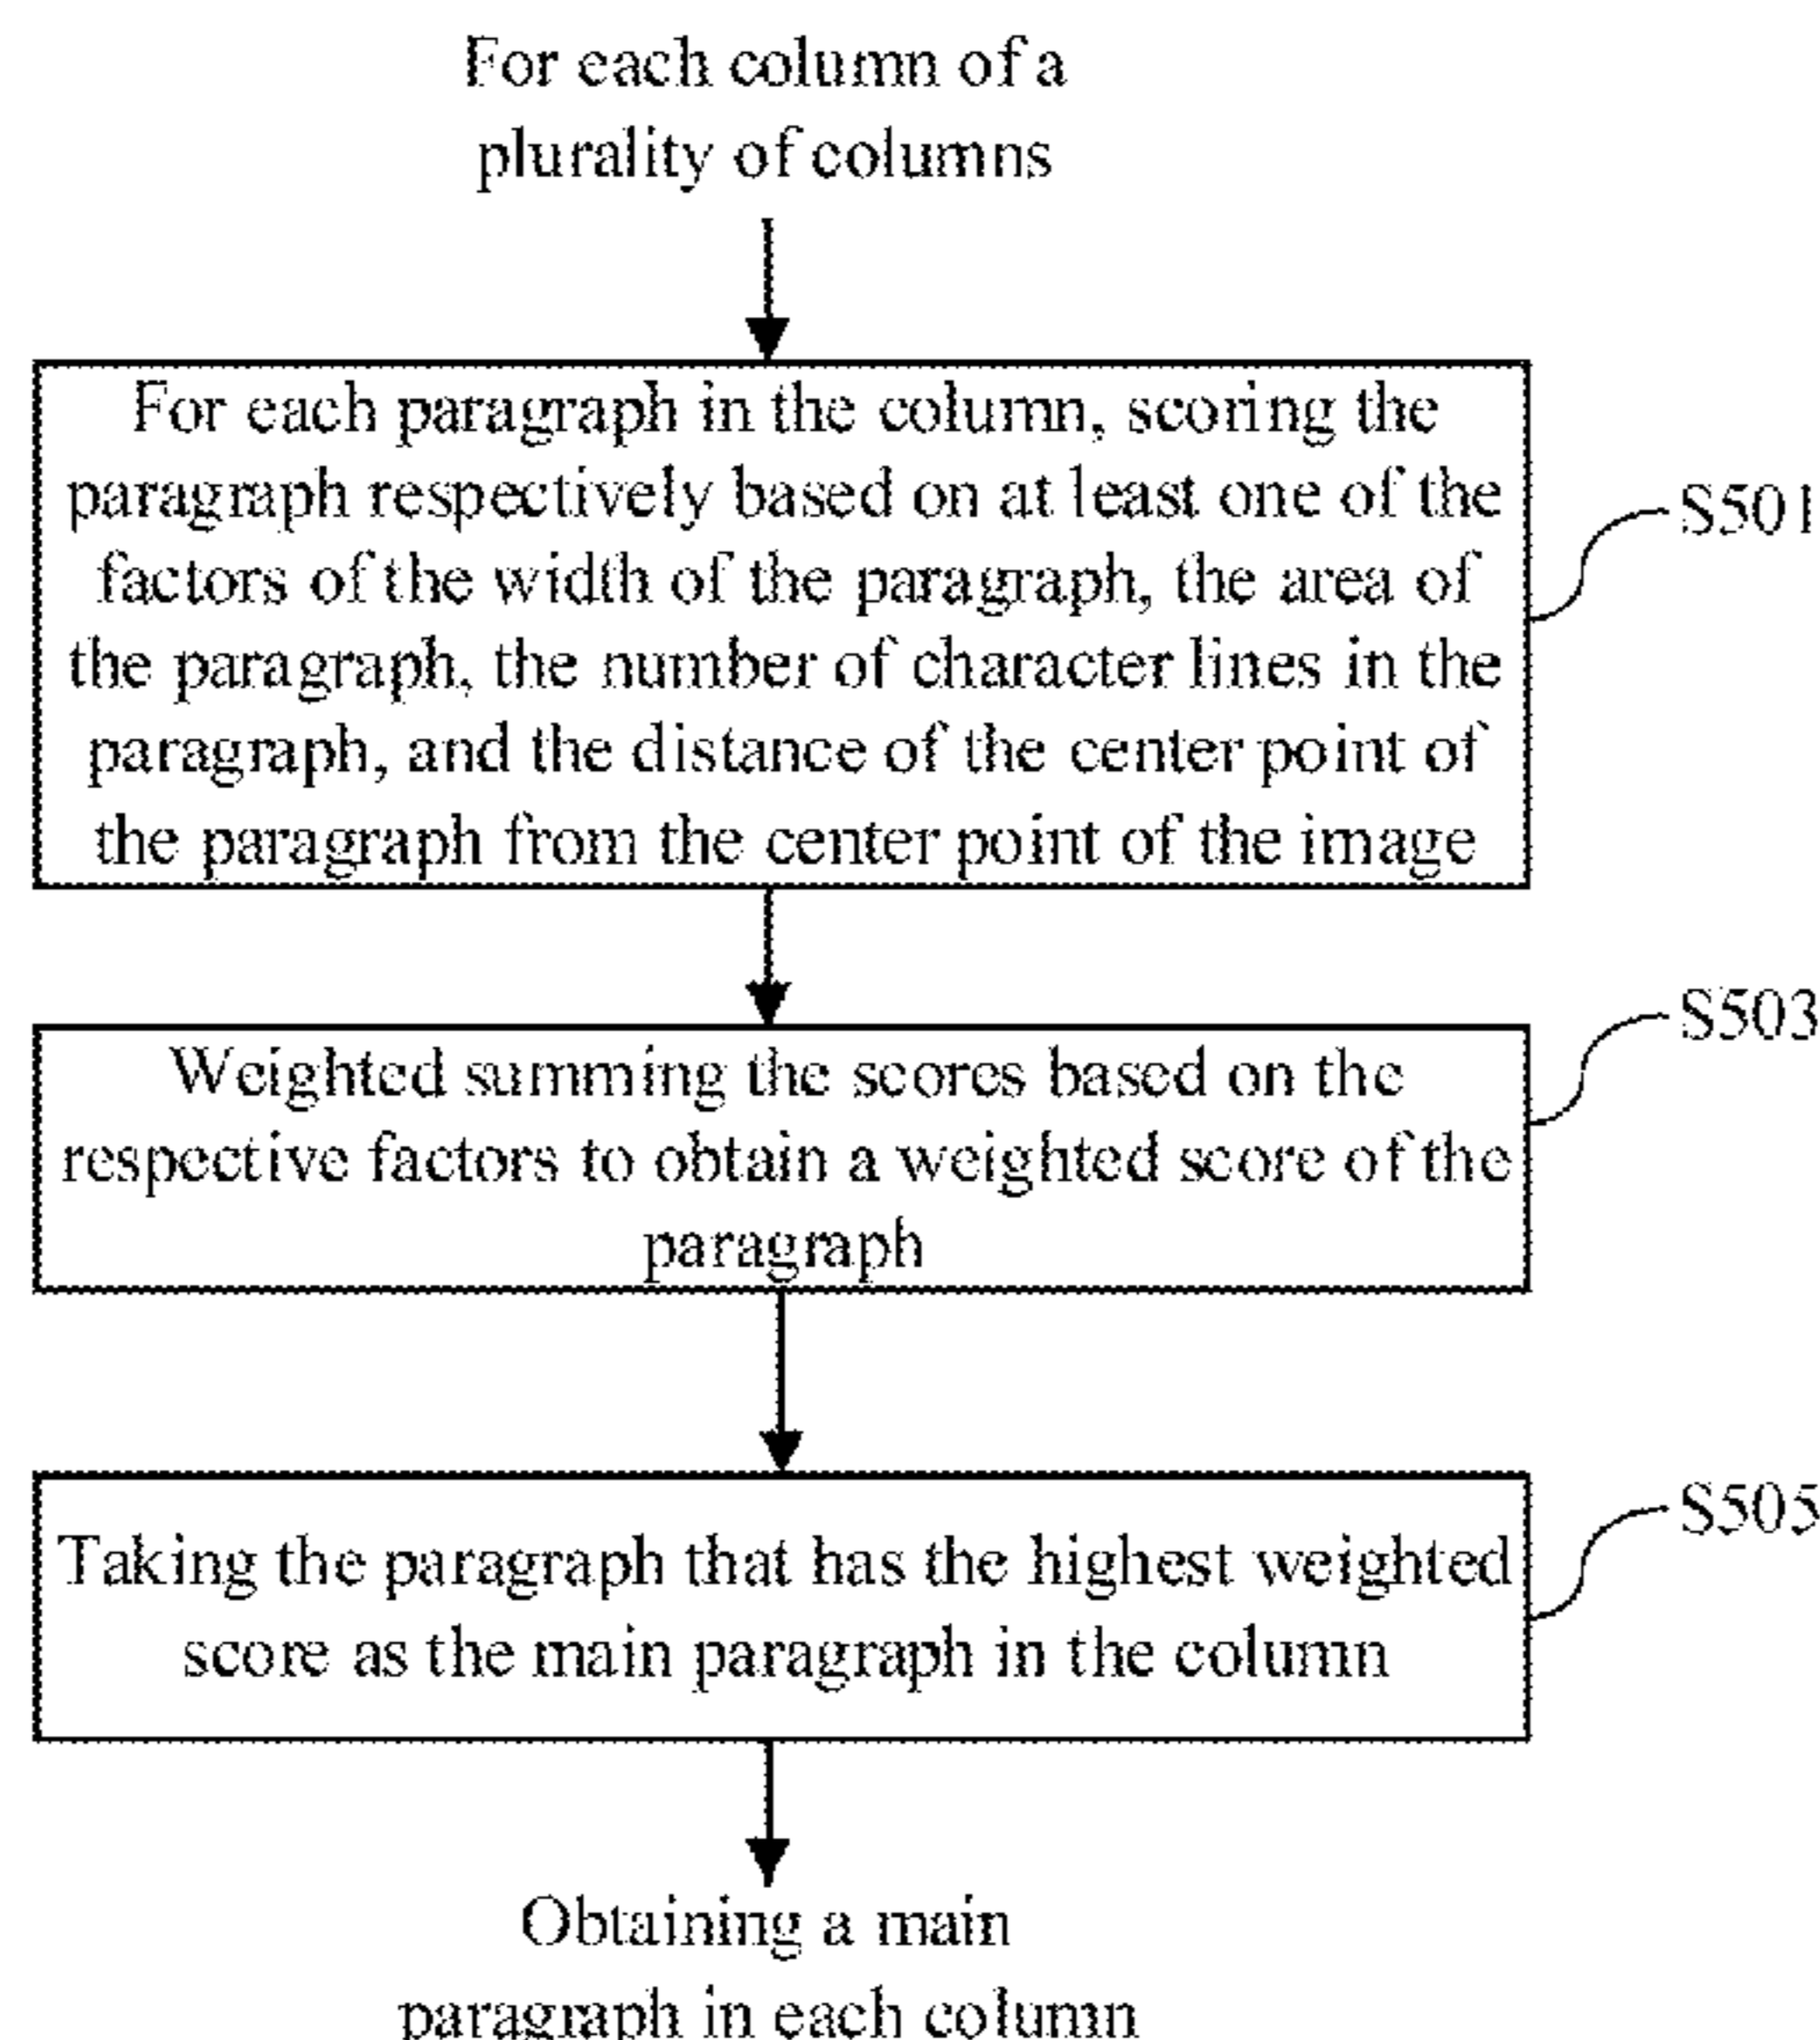 For each column of a
plurality of columns
For each paragraph in the column, scoring the
paragraph respectively based on at least one of the
factors of the width of the paragraph, the area of
the paragraph, the number of character lines in the
paragraph, and the distance of the center point of
the paragraph from the center point of the image
S501
Weighted summing the scores based on the
respective factors to obtain a weighted score of the
paragraph
S503
Taking the paragraph that has the highest weighted
score as the main paragraph in the column
S505
Obtaining a main
paragraph in each column